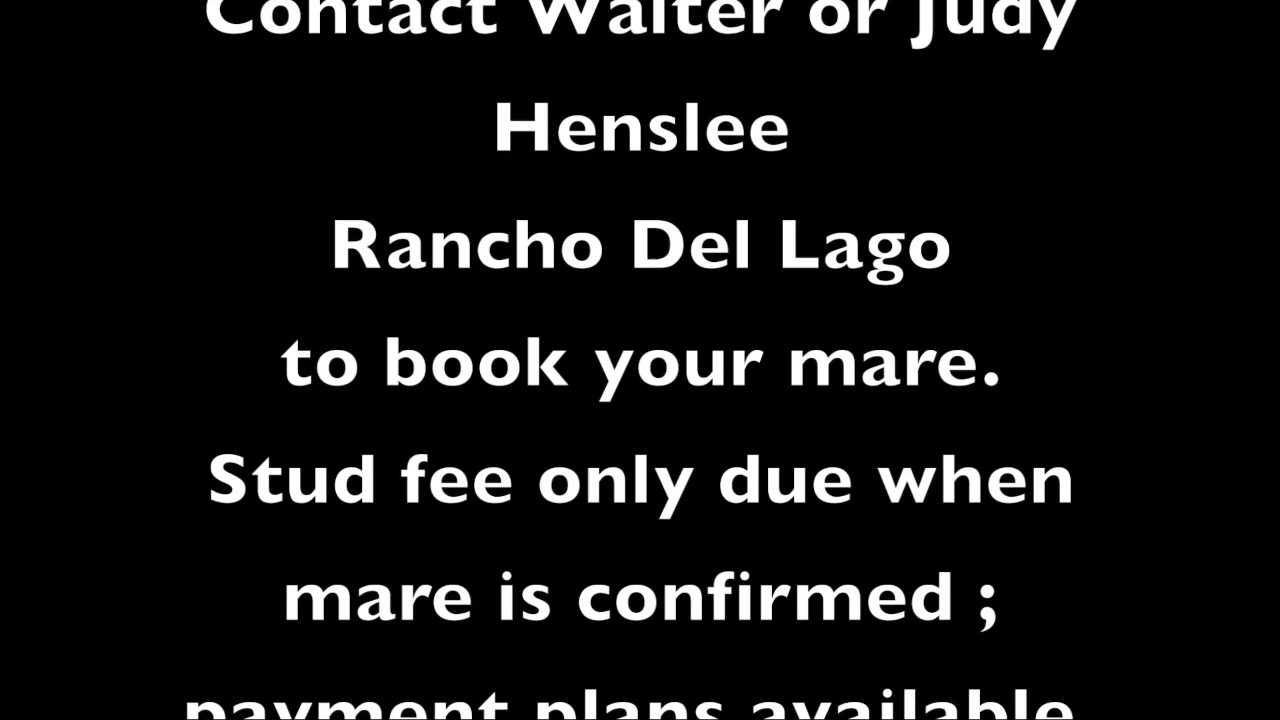 Contact Walter or Judy
Henslee
Rancho Del Lago
to book your mare.
Stud fee only due when
mare is confirmed ;
payment plans available